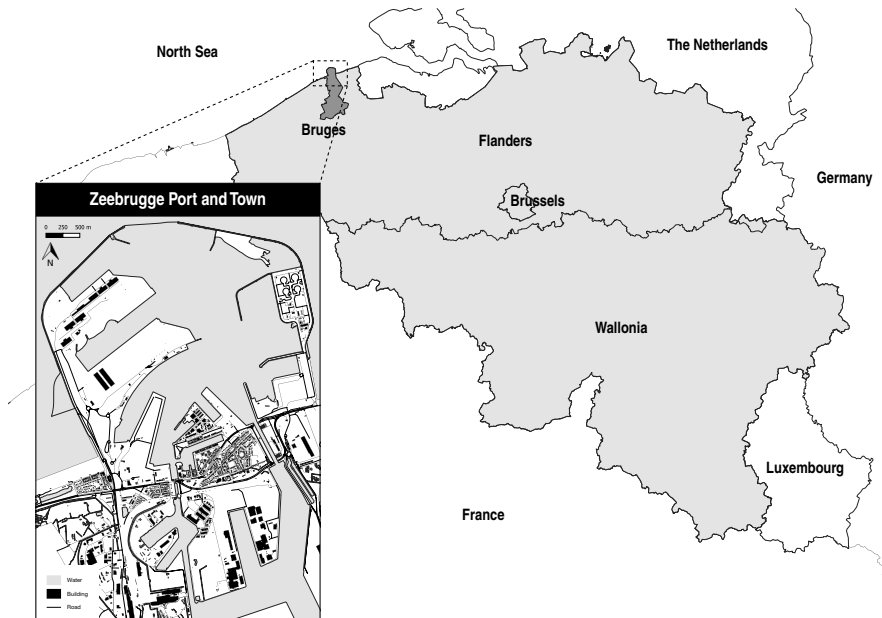 North Sea
The Netherlands
Bruges
Flanders
Germany
Zeebrugge Port and Town
Brussels
0 250 500 m
N
Wallonia
Luxembourg
France
Water
Building
Road